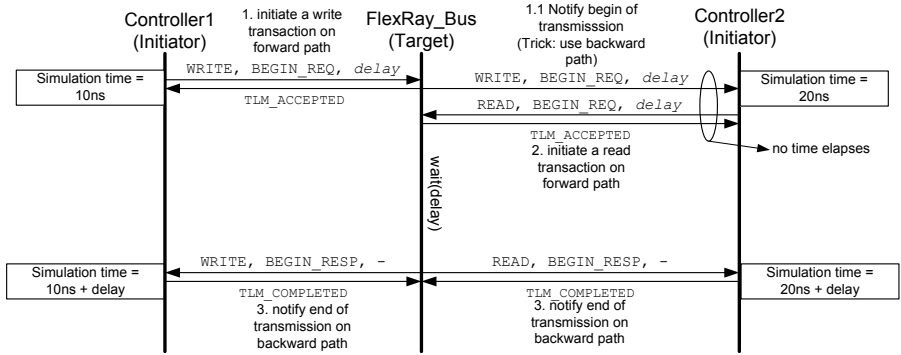 Controller1
(Initiator)
1. initiate a write
transaction on
forward path
FlexRay_Bus
(Target)
1.1 Notify begin of
transmisssion
(Trick: use backward
path)
Controller2
(Initiator)
Simulation time =
10ns
WRITE, BEGIN_REQ, delay
TLM_ACCEPTED
WRITE, BEGIN_REQ, delay
READ, BEGIN_REQ, delay
TLM_ACCEPTED
Simulation time =
20ns
no time elapses
2. initiate a read
transaction on
forward path
wait(delay)
Simulation time =
10ns + delay
WRITE, BEGIN_RESP, -
TLM_COMPLETED
3. notify end of
transmission on
backward path
READ, BEGIN_RESP, -
TLM_COMPLETED
3. notify end of
transmission on
backward path
Simulation time =
20ns + delay